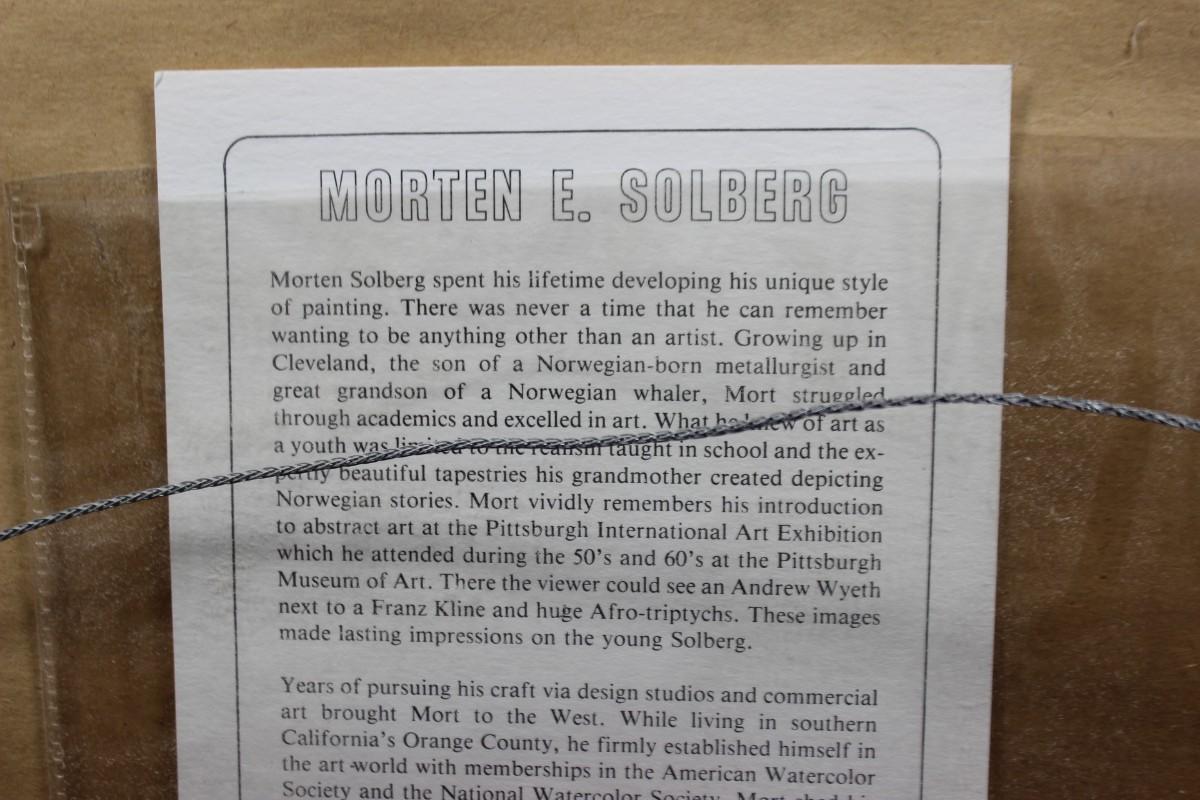 MORTEN E. SOLBERG
Morten Solberg spent his lifetime developing his unique style
of painting. There was never a time that he can remember
wanting to be anything other than an artist. Growing up in
Cleveland, the son of a Norwegian-born metallurgist and
great grandson of a Norwegian whaler, Mort struggled
through academics and excelled in art. What he knew of art as
a youth was limited to the realism taught in school and the ex-
pertly beautiful tapestries his grandmother created depicting
Norwegian stories. Mort vividly remembers his introduction
to abstract art at the Pittsburgh International Art Exhibition
which he attended during the 50's and 60's at the Pittsburgh
Museum of Art. There the viewer could see an Andrew Wyeth
next to a Franz Kline and huge Afro-triptychs. These images
made lasting impressions on the young Solberg.
Years of pursuing his craft via design studios and commercial
art brought Mort to the West. While living in southern
California's Orange County, he firmly established himself in
the art world with memberships in the American Watercolor
Society and the National Watercolor Society. Mort